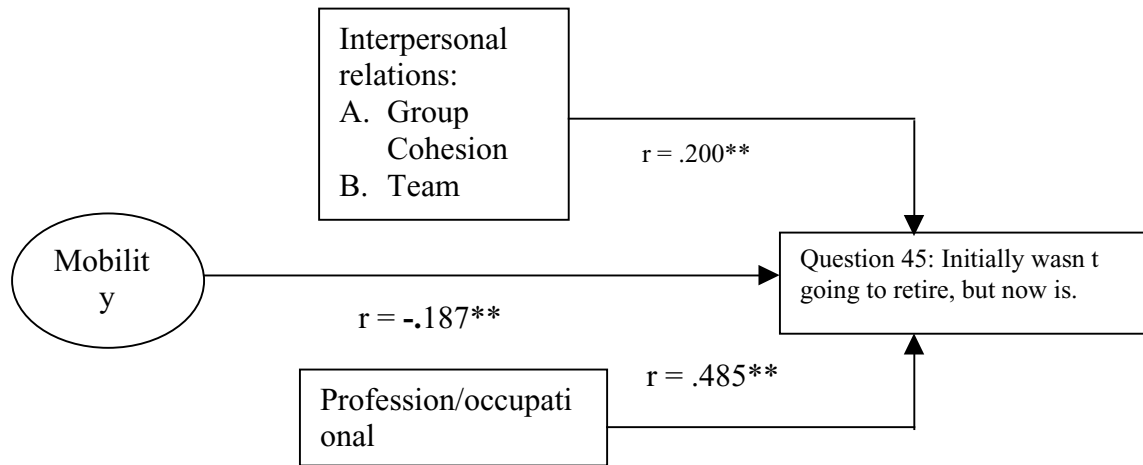 Interpersonal
relations:
A. Group
Cohesion
B. Team
r = .200**
Mobilit
y
r = -.187**
Question 45: Initially wasn t
going to retire, but now is.
r = .485**
Profession/occupati
onal